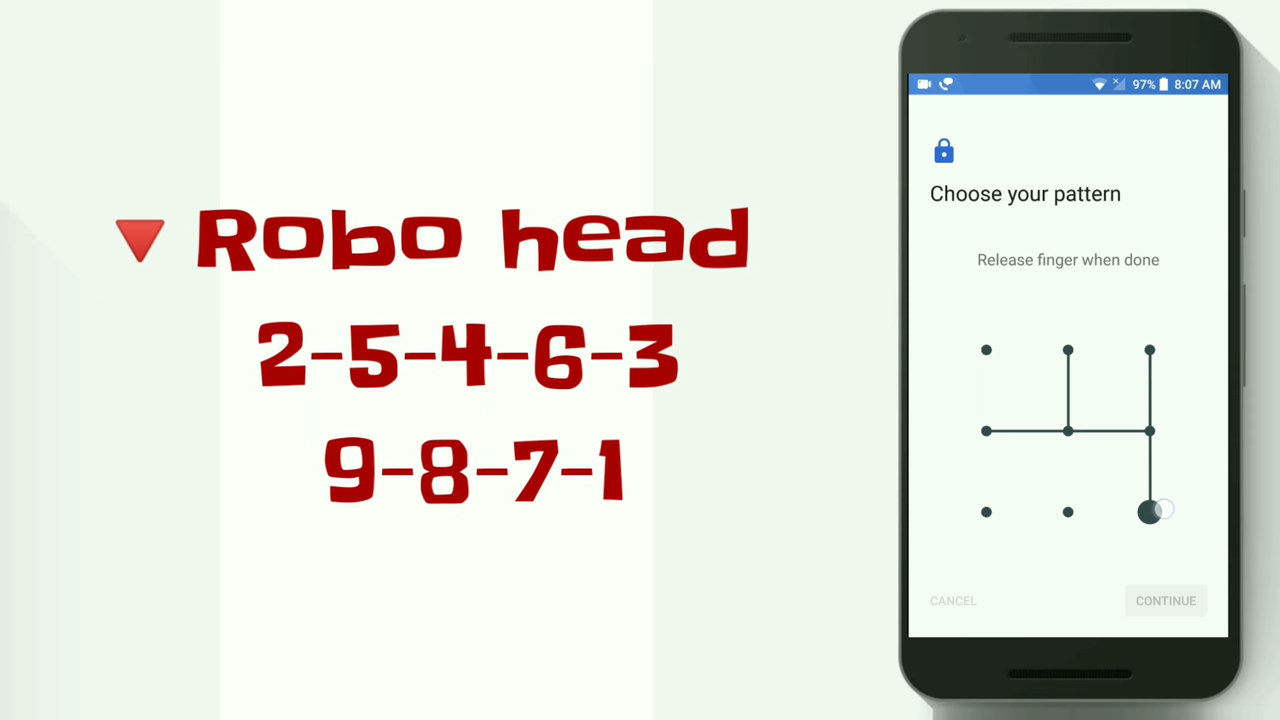 Robo head
2-5-4-6-3
9-8-7-1
97% 8:07 AM
Choose your pattern
Release finger when done
CANCEL
CONTINUE